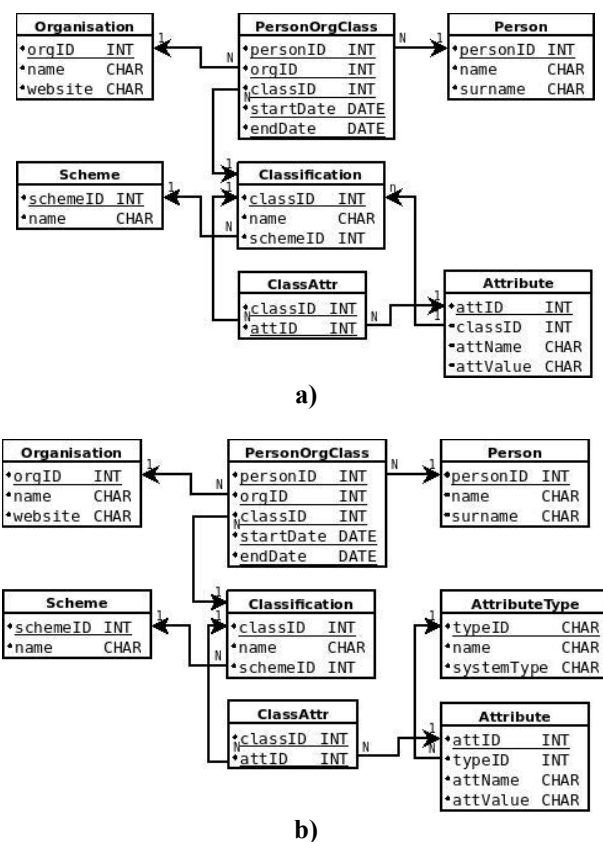 Organisation
orgID INT
name CHAR
website CHAR
PersonOrgClass
personID INT
orgID INT
classID INT
startDate DATE
endDate DATE
Person
personID INT
name CHAR
surname CHAR
1
N
N
1
N
1
Scheme
schemeID INT
name CHAR
1
N
Classification
classID INT
name CHAR
schemeID INT
1
n
ClassAttr
classID INT
attID INT
N
N
Attribute
attID INT
classID INT
attName CHAR
attValue CHAR
1
1
a)
Organisation
orgID INT
name CHAR
website CHAR
PersonOrgClass
personID INT
orgID INT
classID INT
startDate DATE
endDate DATE
Person
personID INT
name CHAR
surname CHAR
1
N
N
1
N
1
Scheme
schemeID INT
name CHAR
1
N
Classification
classID INT
name CHAR
schemeID INT
1
AttributeType
typeID CHAR
name CHAR
systemType CHAR
1
ClassAttr
classID INT
attID INT
N
N
Attribute
attID INT
typeID INT
attName CHAR
attValue CHAR
1
N
b)